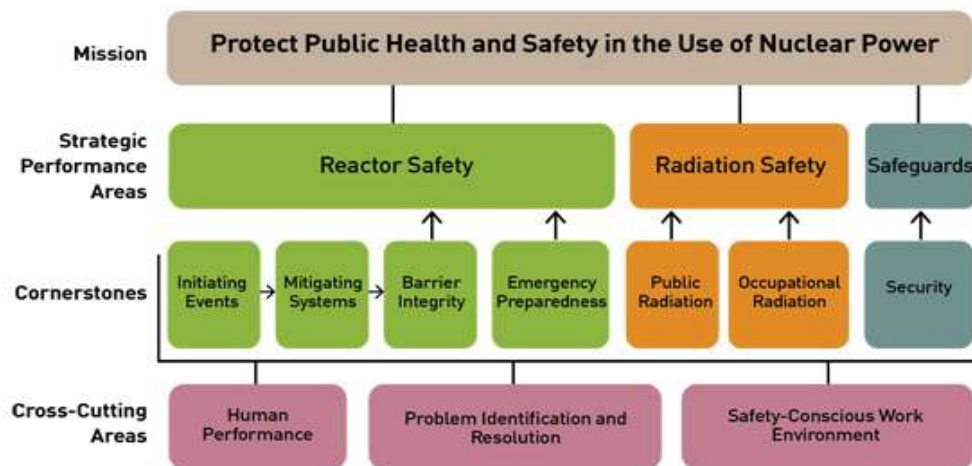 Mission
Protect Public Health and Safety in the Use of Nuclear Power
Strategic
Performance
Areas
Reactor Safety
Radiation Safety
Safeguards
Cornerstones
Initiating
Events
Mitigating
Systems
Barrier
Integrity
Emergency
Preparedness
Public
Radiation
Occupational
Radiation
Security
Cross-Cutting
Areas
Human
Performance
Problem Identification and
Resolution
Safety-Conscious Work
Environment